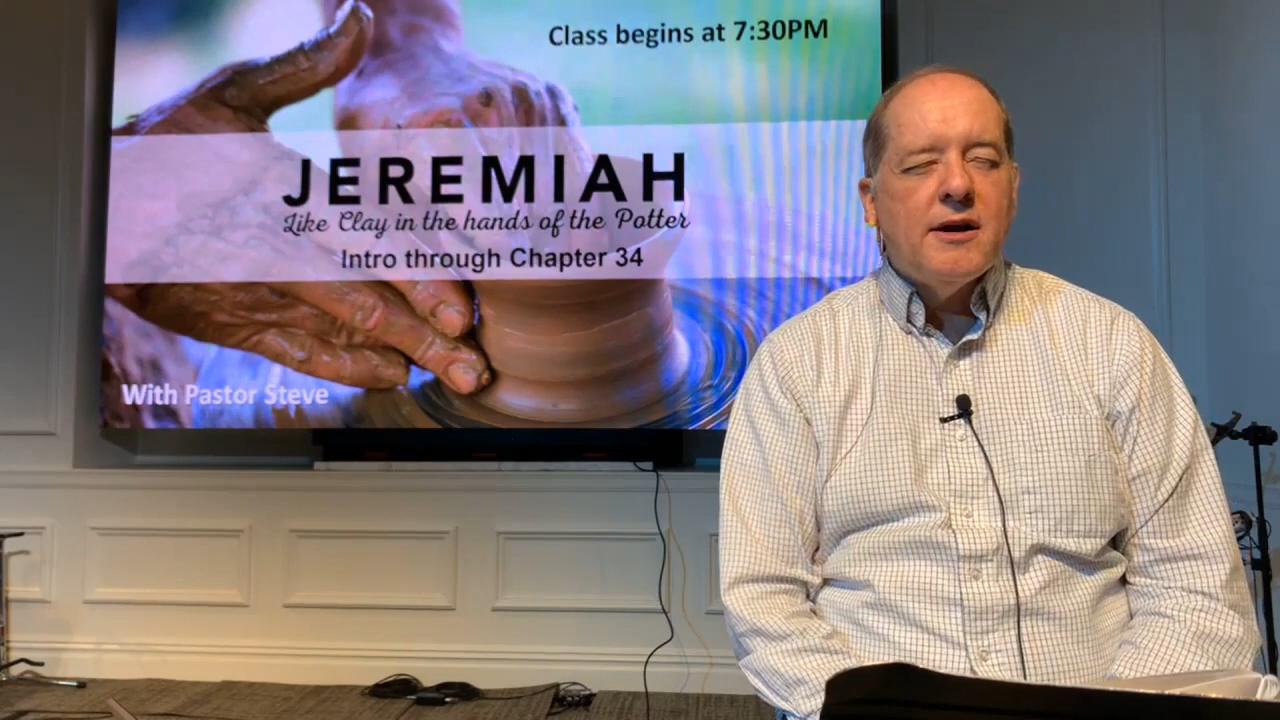 Class begins at 7:30PM
JEREMIAH
Like Clay in the hands of the Potter
Intro through Chapter 34
With Pastor Steve